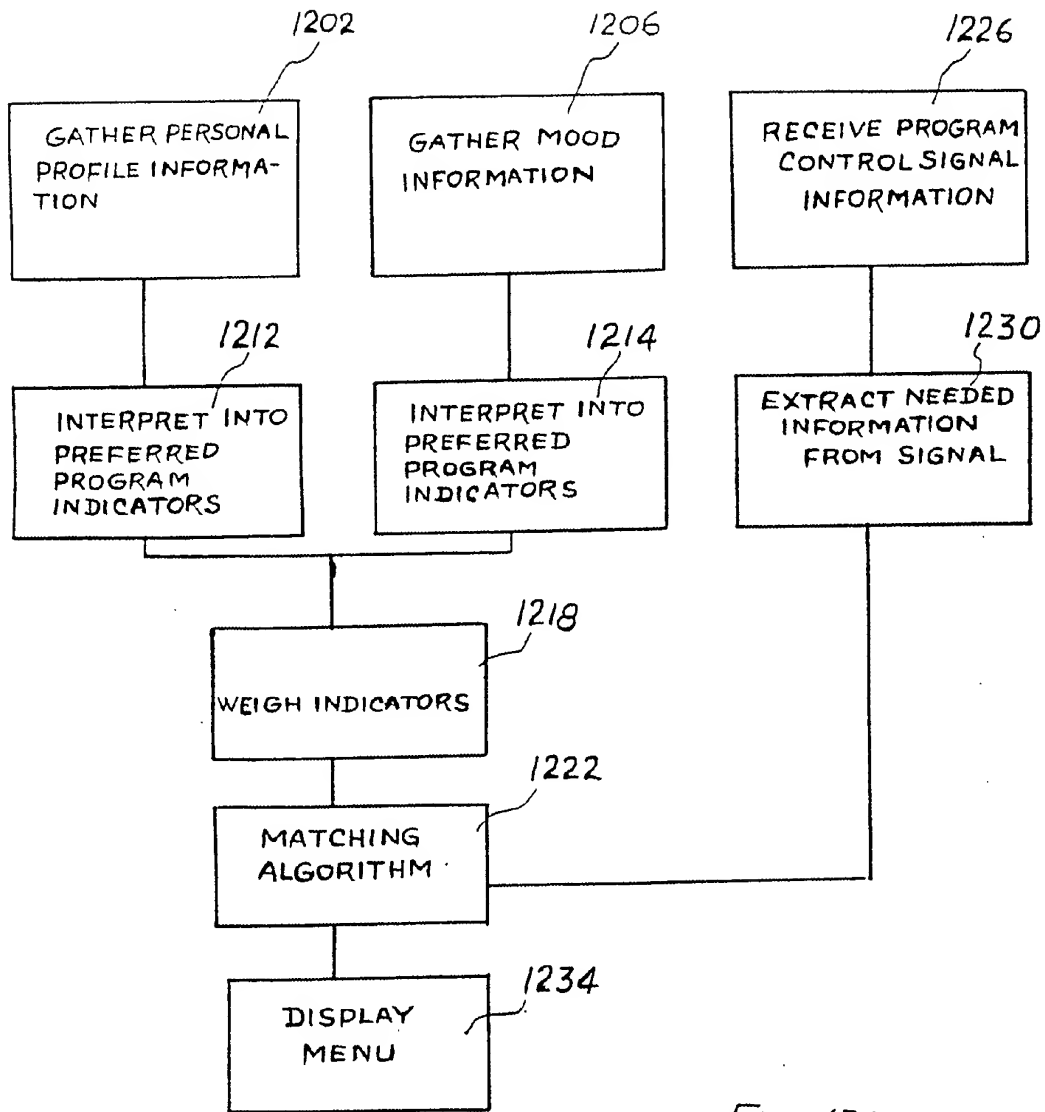 1202
1206
1226
GATHER PERSONAL
PROFILE INFORMA-
TION
GATHER MOOD
INFORMATION
RECEIVE PROGRAM
CONTROL SIGNAL
INFORMATION
1212
1214
1230
INTERPRET INTO
PREFERRED
PROGRAM
INDICATORS
INTERPRET INTO
PREFERRED
PROGRAM
INDICATORS
EXTRACT NEEDED
INFORMATION
FROM SIGNAL
1218
WEIGH INDICATORS
1222
MATCHING
ALGORITHM
1234
DISPLAY
MENU